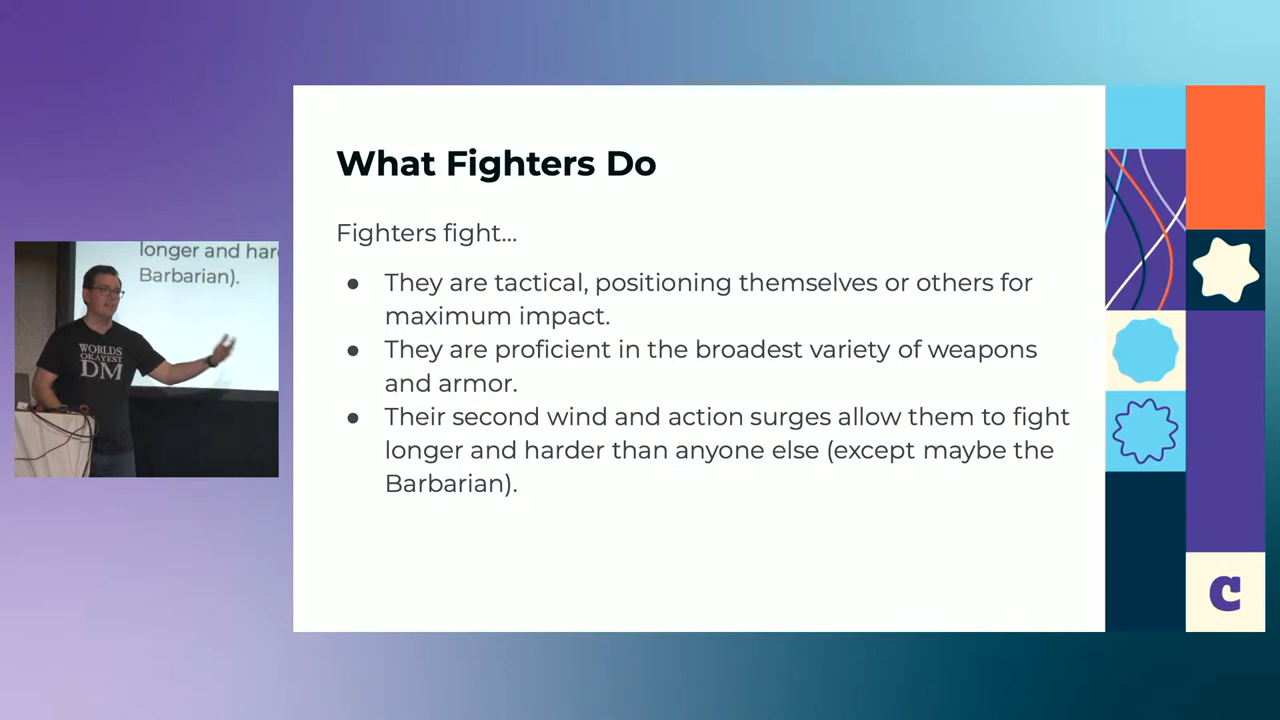 What Fighters Do
Fighters fight...
● They are tactical, positioning themselves or others for
maximum impact.
● They are proficient in the broadest variety of weapons
and armor.
● Their second wind and action surges allow them to fight
longer and harder than anyone else (except maybe the
Barbarian).
longer and har
Barbarian).
WORLDS
OKAYEST
DM
C